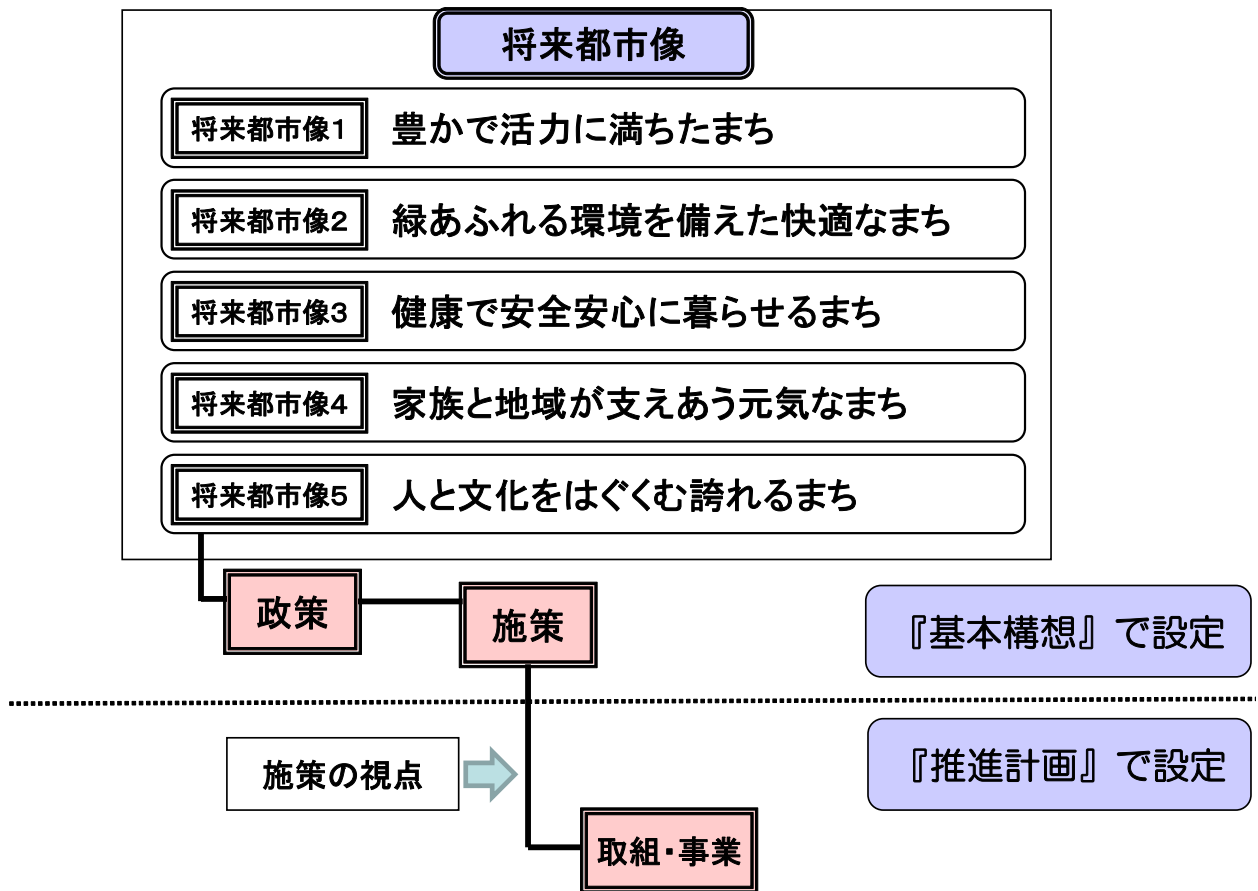 将来都市像
将来都市像1 豊かで活力に満ちたまち
将来都市像2 緑あふれる環境を備えた快適なまち
将来都市像3 健康で安全安心に暮らせるまち
将来都市像4 家族と地域が支えあう元気なまち
将来都市像5 人と文化をはぐくむ誇れるまち
政策
施策
『基本構想』で設定
施策の視点
『推進計画』で設定
取組・事業